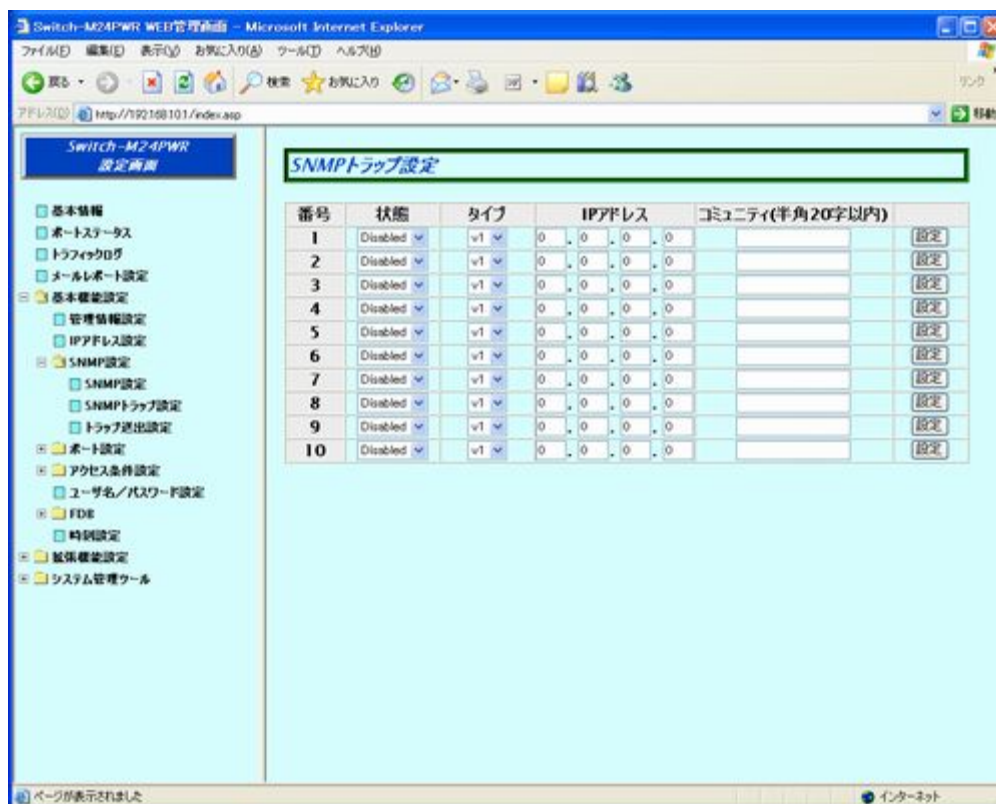 Switch-M24PWR WEB管理画面 - Microsoft Internet Explorer
ファイル(F) 編集(E) 表示(V) お気に入り(A) ツール(T) ヘルプ(H)
戻る 検索 お気に入り リンク
アドレス(D) http://192.168.10.1/index.asp 移動
Switch-M24PWR
設定画面
基本情報
ポートステータス
トラフィックログ
メールレポート設定
基本機能設定
管理情報設定
IPアドレス設定
SNMP設定
SNMP設定
SNMPトラップ設定
トラップ送出設定
ポート設定
アクセス条件設定
ユーザ名/パスワード設定
FDB
時刻設定
拡張機能設定
システム管理ツール
SNMPトラップ設定
番号 状態 タイプ IPアドレス コミュニティ(半角20字以内)
1 Disabled v1 0 . 0 . 0 . 0 設定
2 Disabled v1 0 . 0 . 0 . 0 設定
3 Disabled v1 0 . 0 . 0 . 0 設定
4 Disabled v1 0 . 0 . 0 . 0 設定
5 Disabled v1 0 . 0 . 0 . 0 設定
6 Disabled v1 0 . 0 . 0 . 0 設定
7 Disabled v1 0 . 0 . 0 . 0 設定
8 Disabled v1 0 . 0 . 0 . 0 設定
9 Disabled v1 0 . 0 . 0 . 0 設定
10 Disabled v1 0 . 0 . 0 . 0 設定
ページが表示されました インターネット